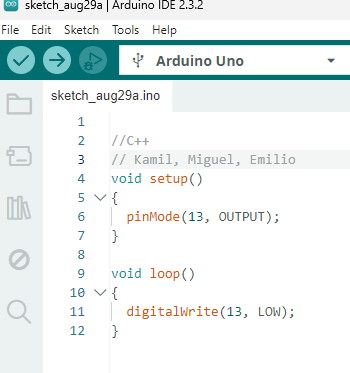 sketch_aug29a | Arduino IDE 2.3.2
File Edit Sketch Tools Help
Arduino Uno
sketch_aug29a.ino
1
2 //C++
3 // Kamil, Miguel, Emilio
4 void setup()
5 {
6 pinMode(13, OUTPUT);
7 }
8
9 void loop()
10 {
11 digitalWrite(13, LOW);
12 }